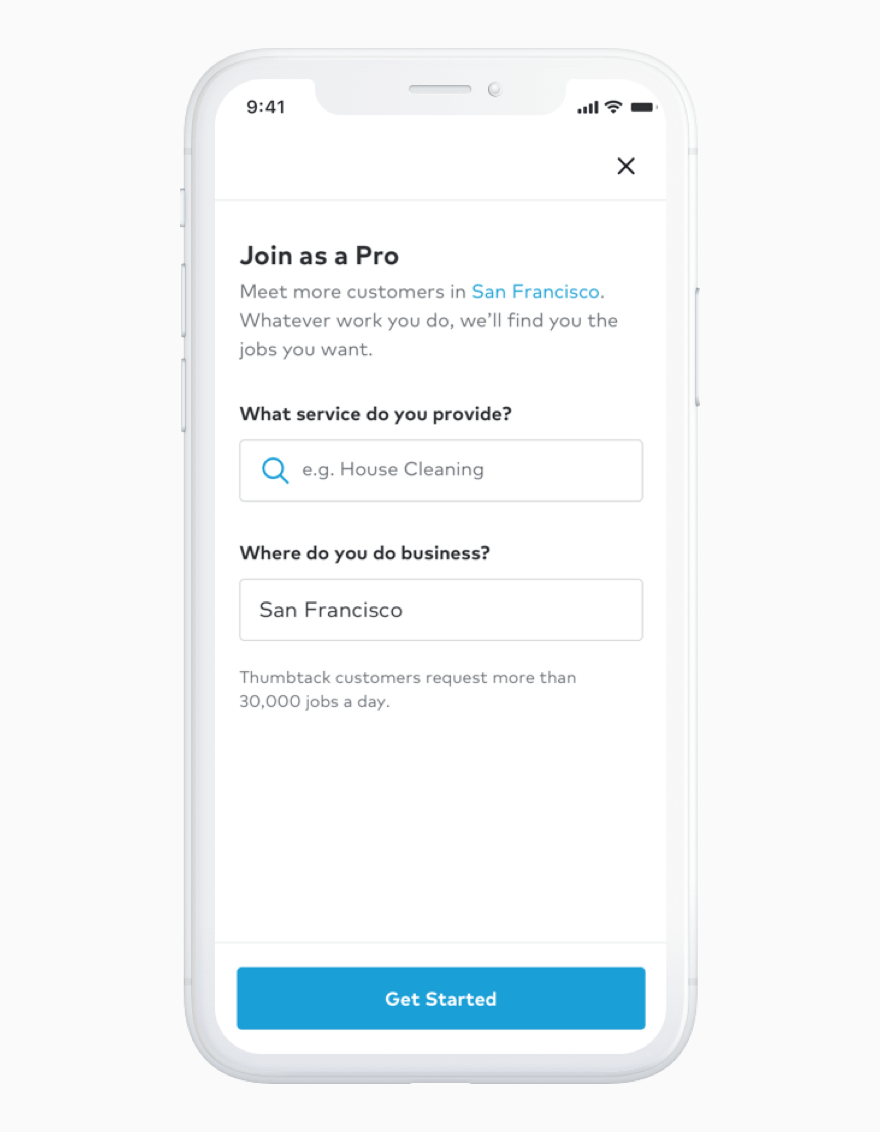 9:41
Join as a Pro
Meet more customers in San Francisco.
Whatever work you do, we’ll find you the
jobs you want.
What service do you provide?
e.g. House Cleaning
Where do you do business?
San Francisco
Thumbtack customers request more than
30,000 jobs a day.
Get Started